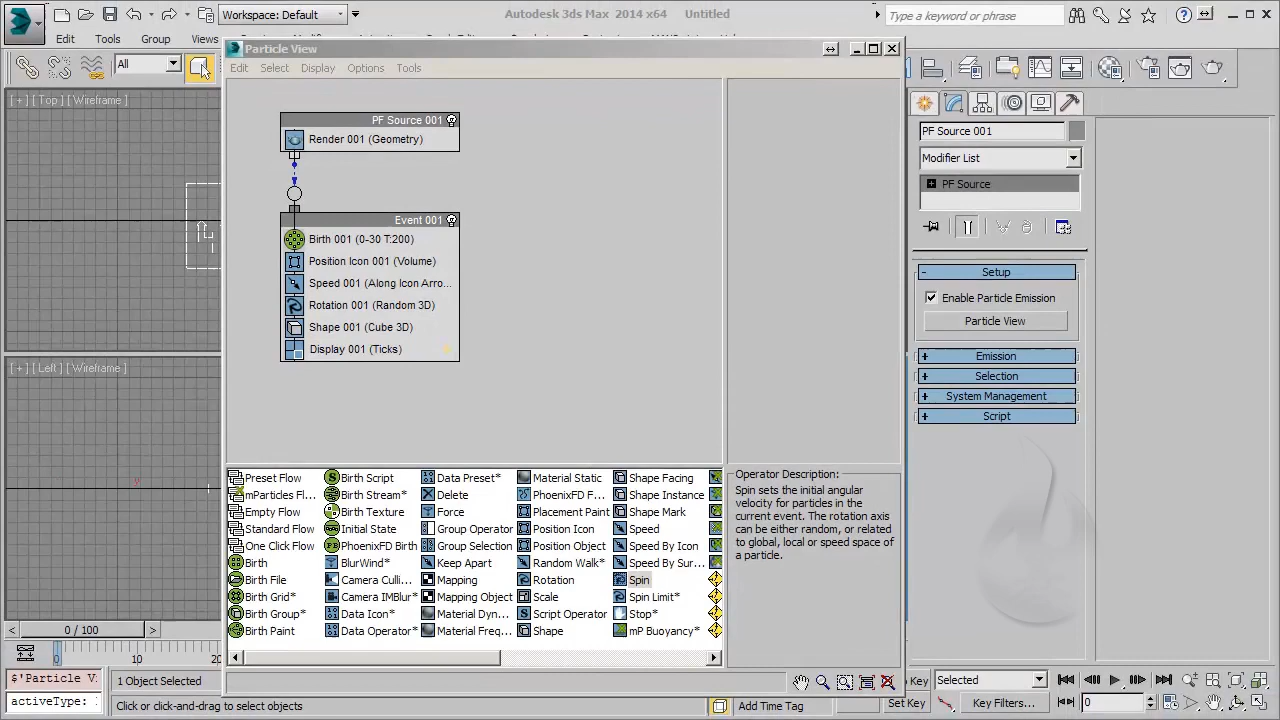 Workspace: Default
Autodesk 3ds Max 2014 x64 Untitled
Type a keyword or phrase
Edit Tools Group Views
All
Particle View
Edit Select Display Options Tools
[ + ] [ Top ] [ Wireframe ]
[ + ] [ Left ] [ Wireframe ]
y
PF Source 001
Render 001 (Geometry)
Event 001
Birth 001 (0-30 T:200)
Position Icon 001 (Volume)
Speed 001 (Along Icon Arro...
Rotation 001 (Random 3D)
Shape 001 (Cube 3D)
Display 001 (Ticks)
PF Source 001
Modifier List
PF Source
- Setup
Enable Particle Emission
Particle View
+ Emission
+ Selection
+ System Management
+ Script
Preset Flow Birth Script Data Preset* Material Static Shape Facing
mParticles Fl... Birth Stream* Delete PhoenixFD F... Shape Instance
Empty Flow Birth Texture Force Placement Paint Shape Mark
Standard Flow Initial State Group Operator Position Icon Speed
One Click Flow PhoenixFD Birth Group Selection Position Object Speed By Icon
Birth BlurWind* Keep Apart Random Walk* Speed By Sur...
Birth File Camera Culli... Mapping Rotation Spin
Birth Grid* Camera IMBlur* Mapping Object Scale Spin Limit*
Birth Group* Data Icon* Material Dyn... Script Operator Stop*
Birth Paint Data Operator* Material Freq... Shape mP Buoyancy*
Operator Description:
Spin sets the initial angular
velocity for particles in the
current event. The rotation axis
can be either random, or related
to global, local or speed space of
a particle.
0 / 100
0 10 20
$'Particle Vi
1 Object Selected
Key
Selected
activeType:
Click or click-and-drag to select objects
Add Time Tag
Set Key
Key Filters...
0